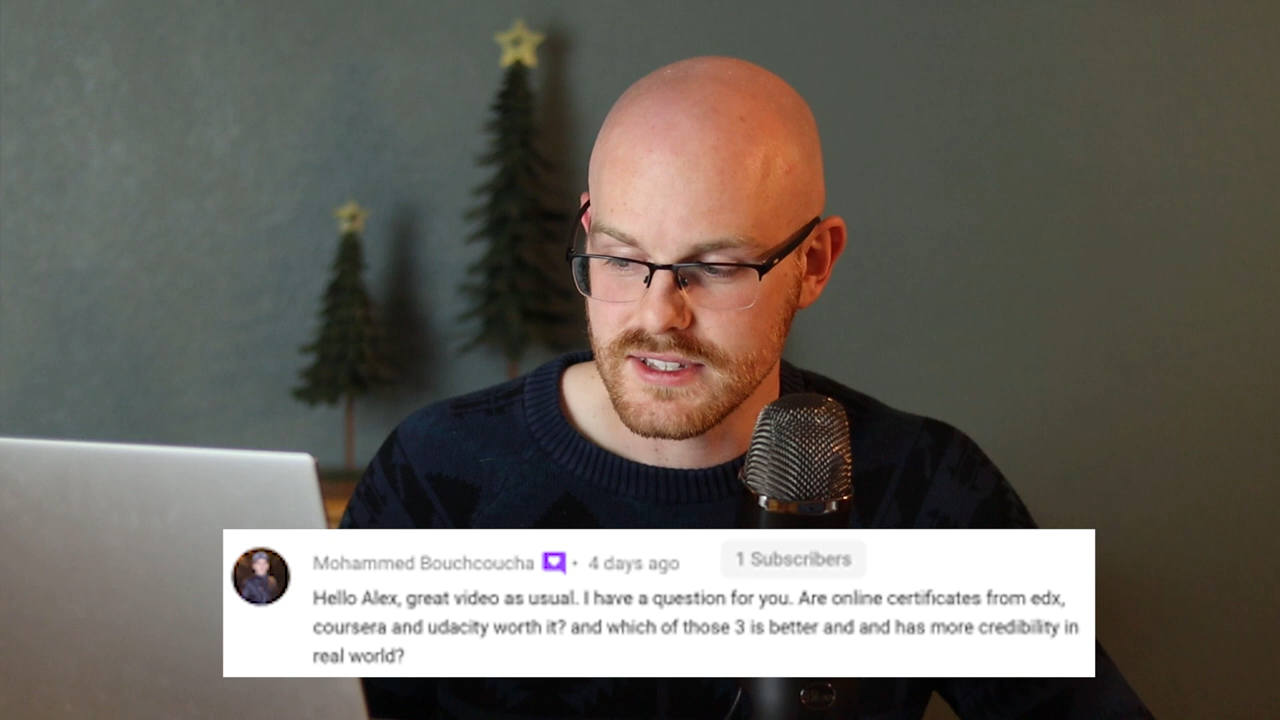 Mohammed Bouchcoucha • 4 days ago 1 Subscribers
Hello Alex, great video as usual. I have a question for you. Are online certificates from edx,
coursera and udacity worth it? and which of those 3 is better and and has more credibility in
real world?